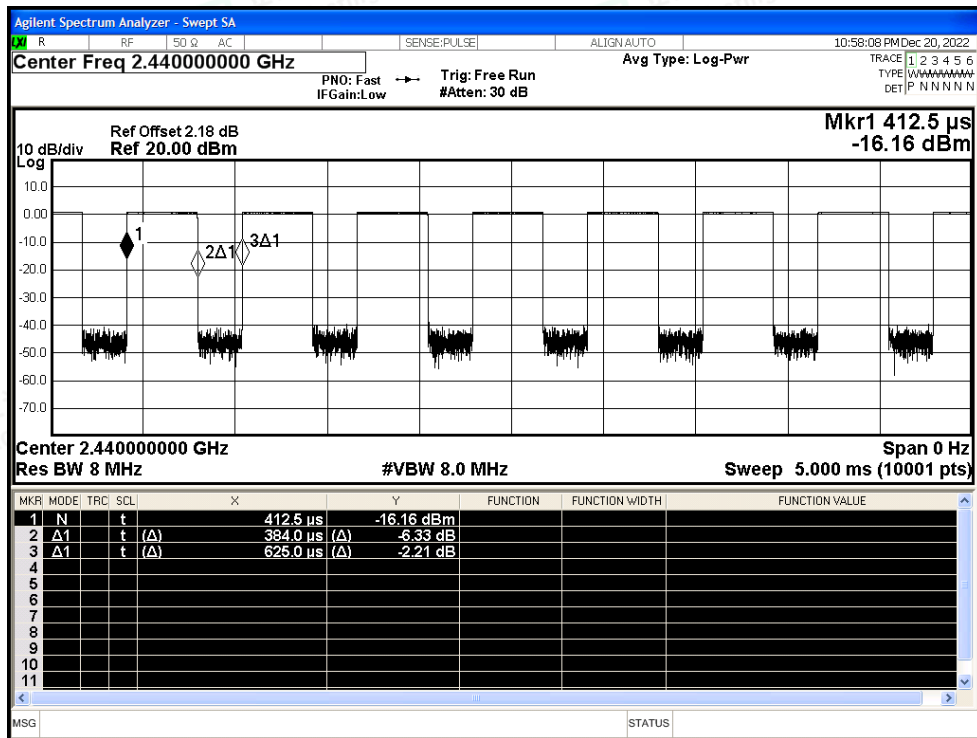 Agilent Spectrum Analyzer - Swept SA
LXI R RF 50 Ω AC SENSE:PULSE ALIGN AUTO 10:58:08 PM Dec 20, 2022
Center Freq 2.440000000 GHz
PNO: Fast
IFGain:Low
Trig: Free Run
#Atten: 30 dB
Avg Type: Log-Pwr
TRACE 1 2 3 4 5 6
TYPE WWWWWW
DET P N N N N N
Ref Offset 2.18 dB
10 dB/div Ref 20.00 dBm
Log
Mkr1 412.5 µs
-16.16 dBm
10.0
0.00
-10.0
-20.0
-30.0
-40.0
-50.0
-60.0
-70.0
1
2Δ1
3Δ1
Center 2.440000000 GHz Span 0 Hz
Res BW 8 MHz #VBW 8.0 MHz Sweep 5.000 ms (10001 pts)
MKR MODE TRC SCL X Y FUNCTION FUNCTION WIDTH FUNCTION VALUE
1 N t 412.5 µs -16.16 dBm
2 Δ1 t (Δ) 384.0 µs (Δ) -6.33 dB
3 Δ1 t (Δ) 625.0 µs (Δ) -2.21 dB
4
5
6
7
8
9
10
11
MSG STATUS